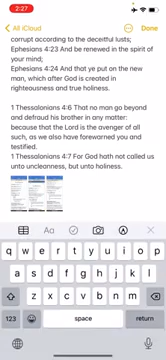 2:27
All iCloud
Done
corrupt according to the deceitful lusts;
Ephesians 4:23 And be renewed in the spirit of
your mind;
Ephesians 4:24 And that ye put on the new
man, which after God is created in
righteousness and true holiness.
1 Thessalonians 4:6 That no man go beyond
and defraud his brother in any matter:
because that the Lord is the avenger of all
such, as we also have forewarned you and
testified.
1 Thessalonians 4:7 For God hath not called us
unto uncleanness, but unto holiness.
Aa
q w e r t y u i o p
a s d f g h j k l
z x c v b n m
123 space return